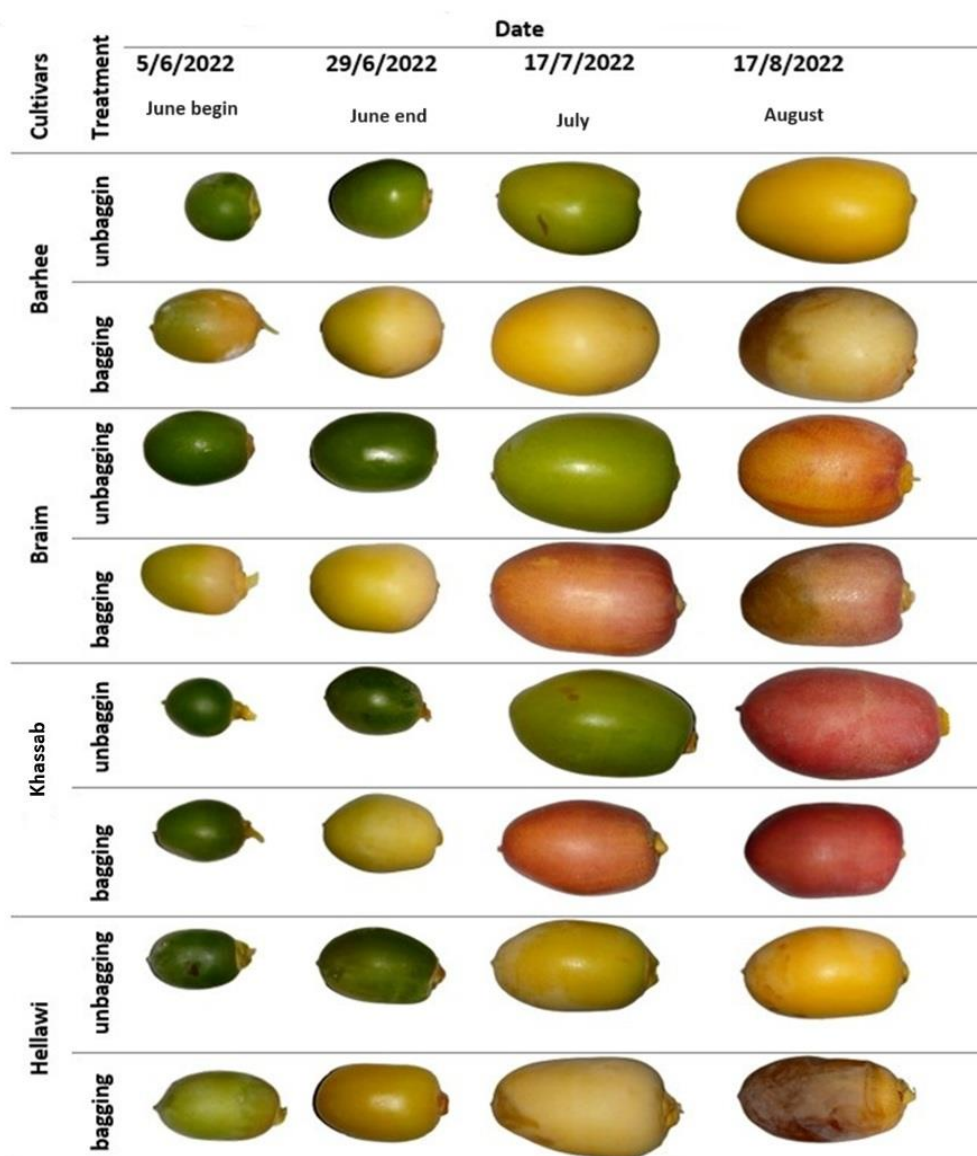 Date
Cultivars
Treatment
5/6/2022 29/6/2022 17/7/2022 17/8/2022
June begin June end July August
Barhee
unbaggin
bagging
Braim
unbagging
bagging
Khassab
unbaggin
bagging
Hellawi
unbagging
bagging